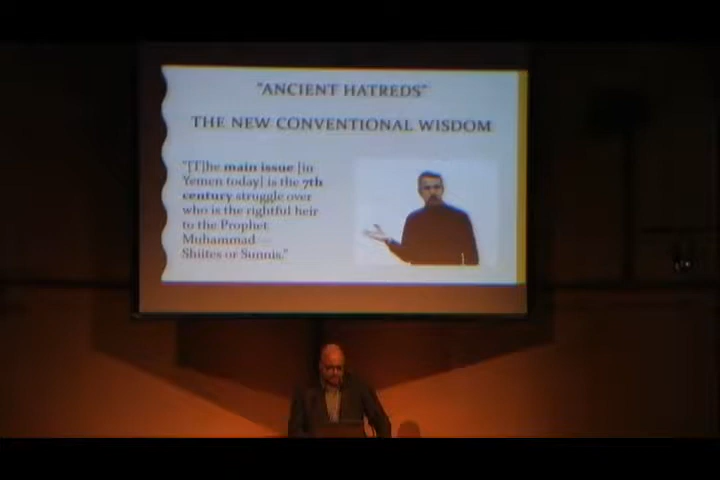 "ANCIENT HATREDS"
THE NEW CONVENTIONAL WISDOM
"[T]he main issue [in
Yemen today] is the 7th
century struggle over
who is the rightful heir
to the Prophet
Muhammad —
Shiites or Sunnis."